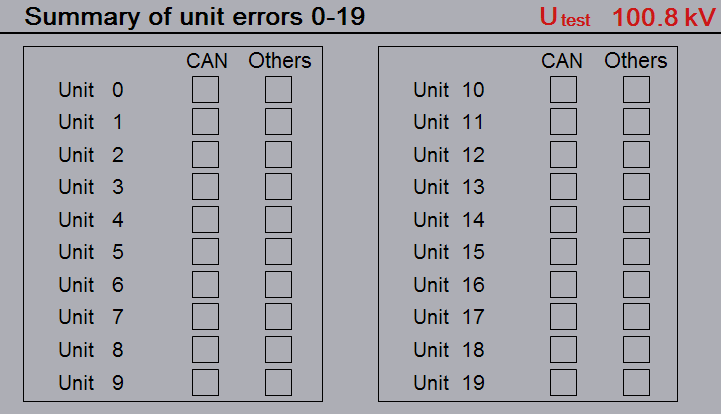 Summary of unit errors 0-19
U test 100.8 kV
CAN Others
Unit 0
Unit 1
Unit 2
Unit 3
Unit 4
Unit 5
Unit 6
Unit 7
Unit 8
Unit 9
CAN Others
Unit 10
Unit 11
Unit 12
Unit 13
Unit 14
Unit 15
Unit 16
Unit 17
Unit 18
Unit 19